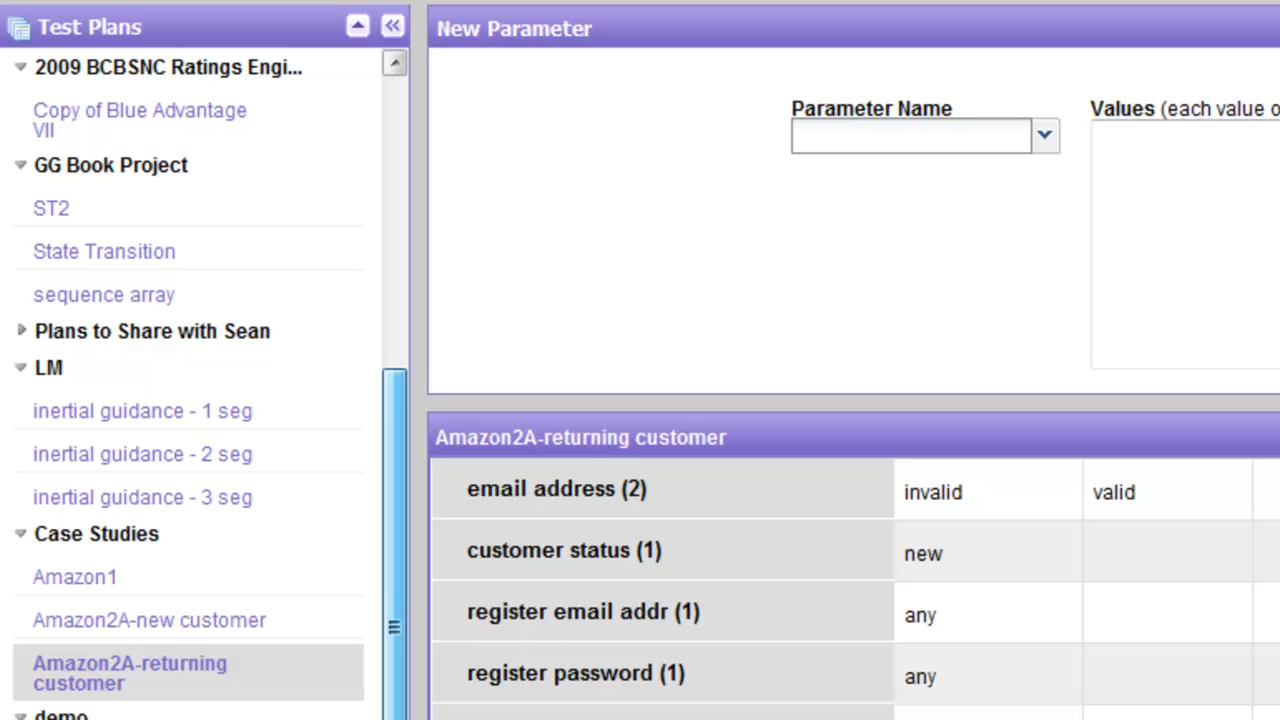 Test Plans
2009 BCBSNC Ratings Engi...
Copy of Blue Advantage
VII
GG Book Project
ST2
State Transition
sequence array
Plans to Share with Sean
LM
inertial guidance - 1 seg
inertial guidance - 2 seg
inertial guidance - 3 seg
Case Studies
Amazon1
Amazon2A-new customer
Amazon2A-returning
customer
demo
New Parameter
Parameter Name
Values (each value o
Amazon2A-returning customer
email address (2) invalid valid
customer status (1) new
register email addr (1) any
register password (1) any